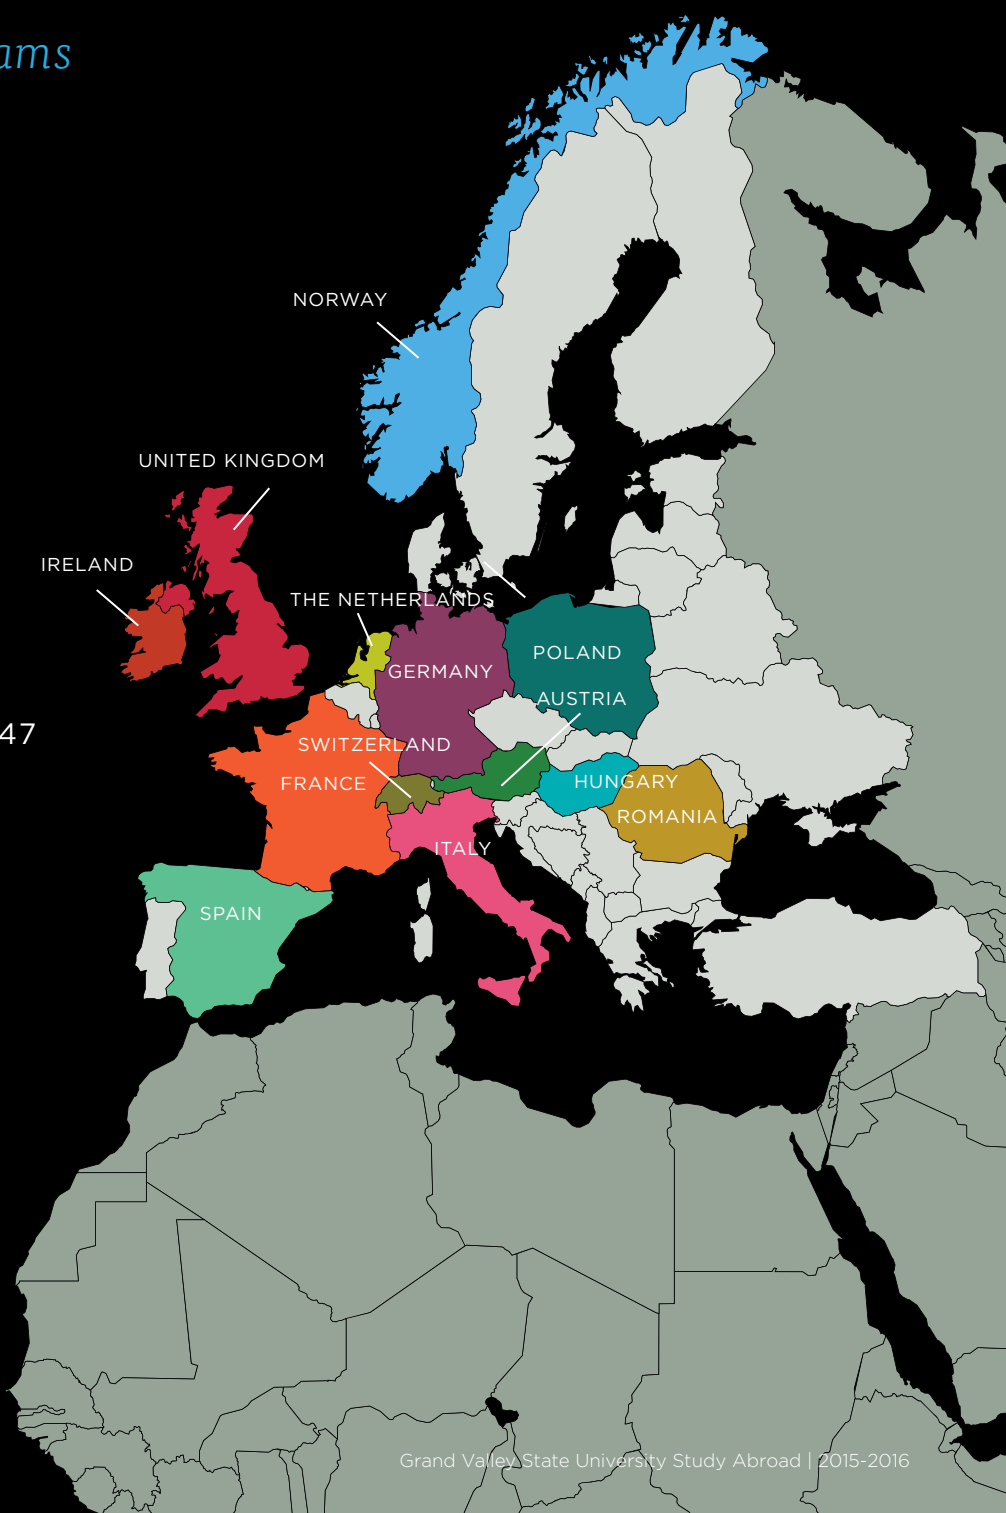 ams
NORWAY
UNITED KINGDOM
IRELAND
THE NETHERLANDS
POLAND
GERMANY
AUSTRIA
47
SWITZERLAND
FRANCE
HUNGARY
ROMANIA
ITALY
SPAIN
Grand Valley State University Study Abroad | 2015-2016